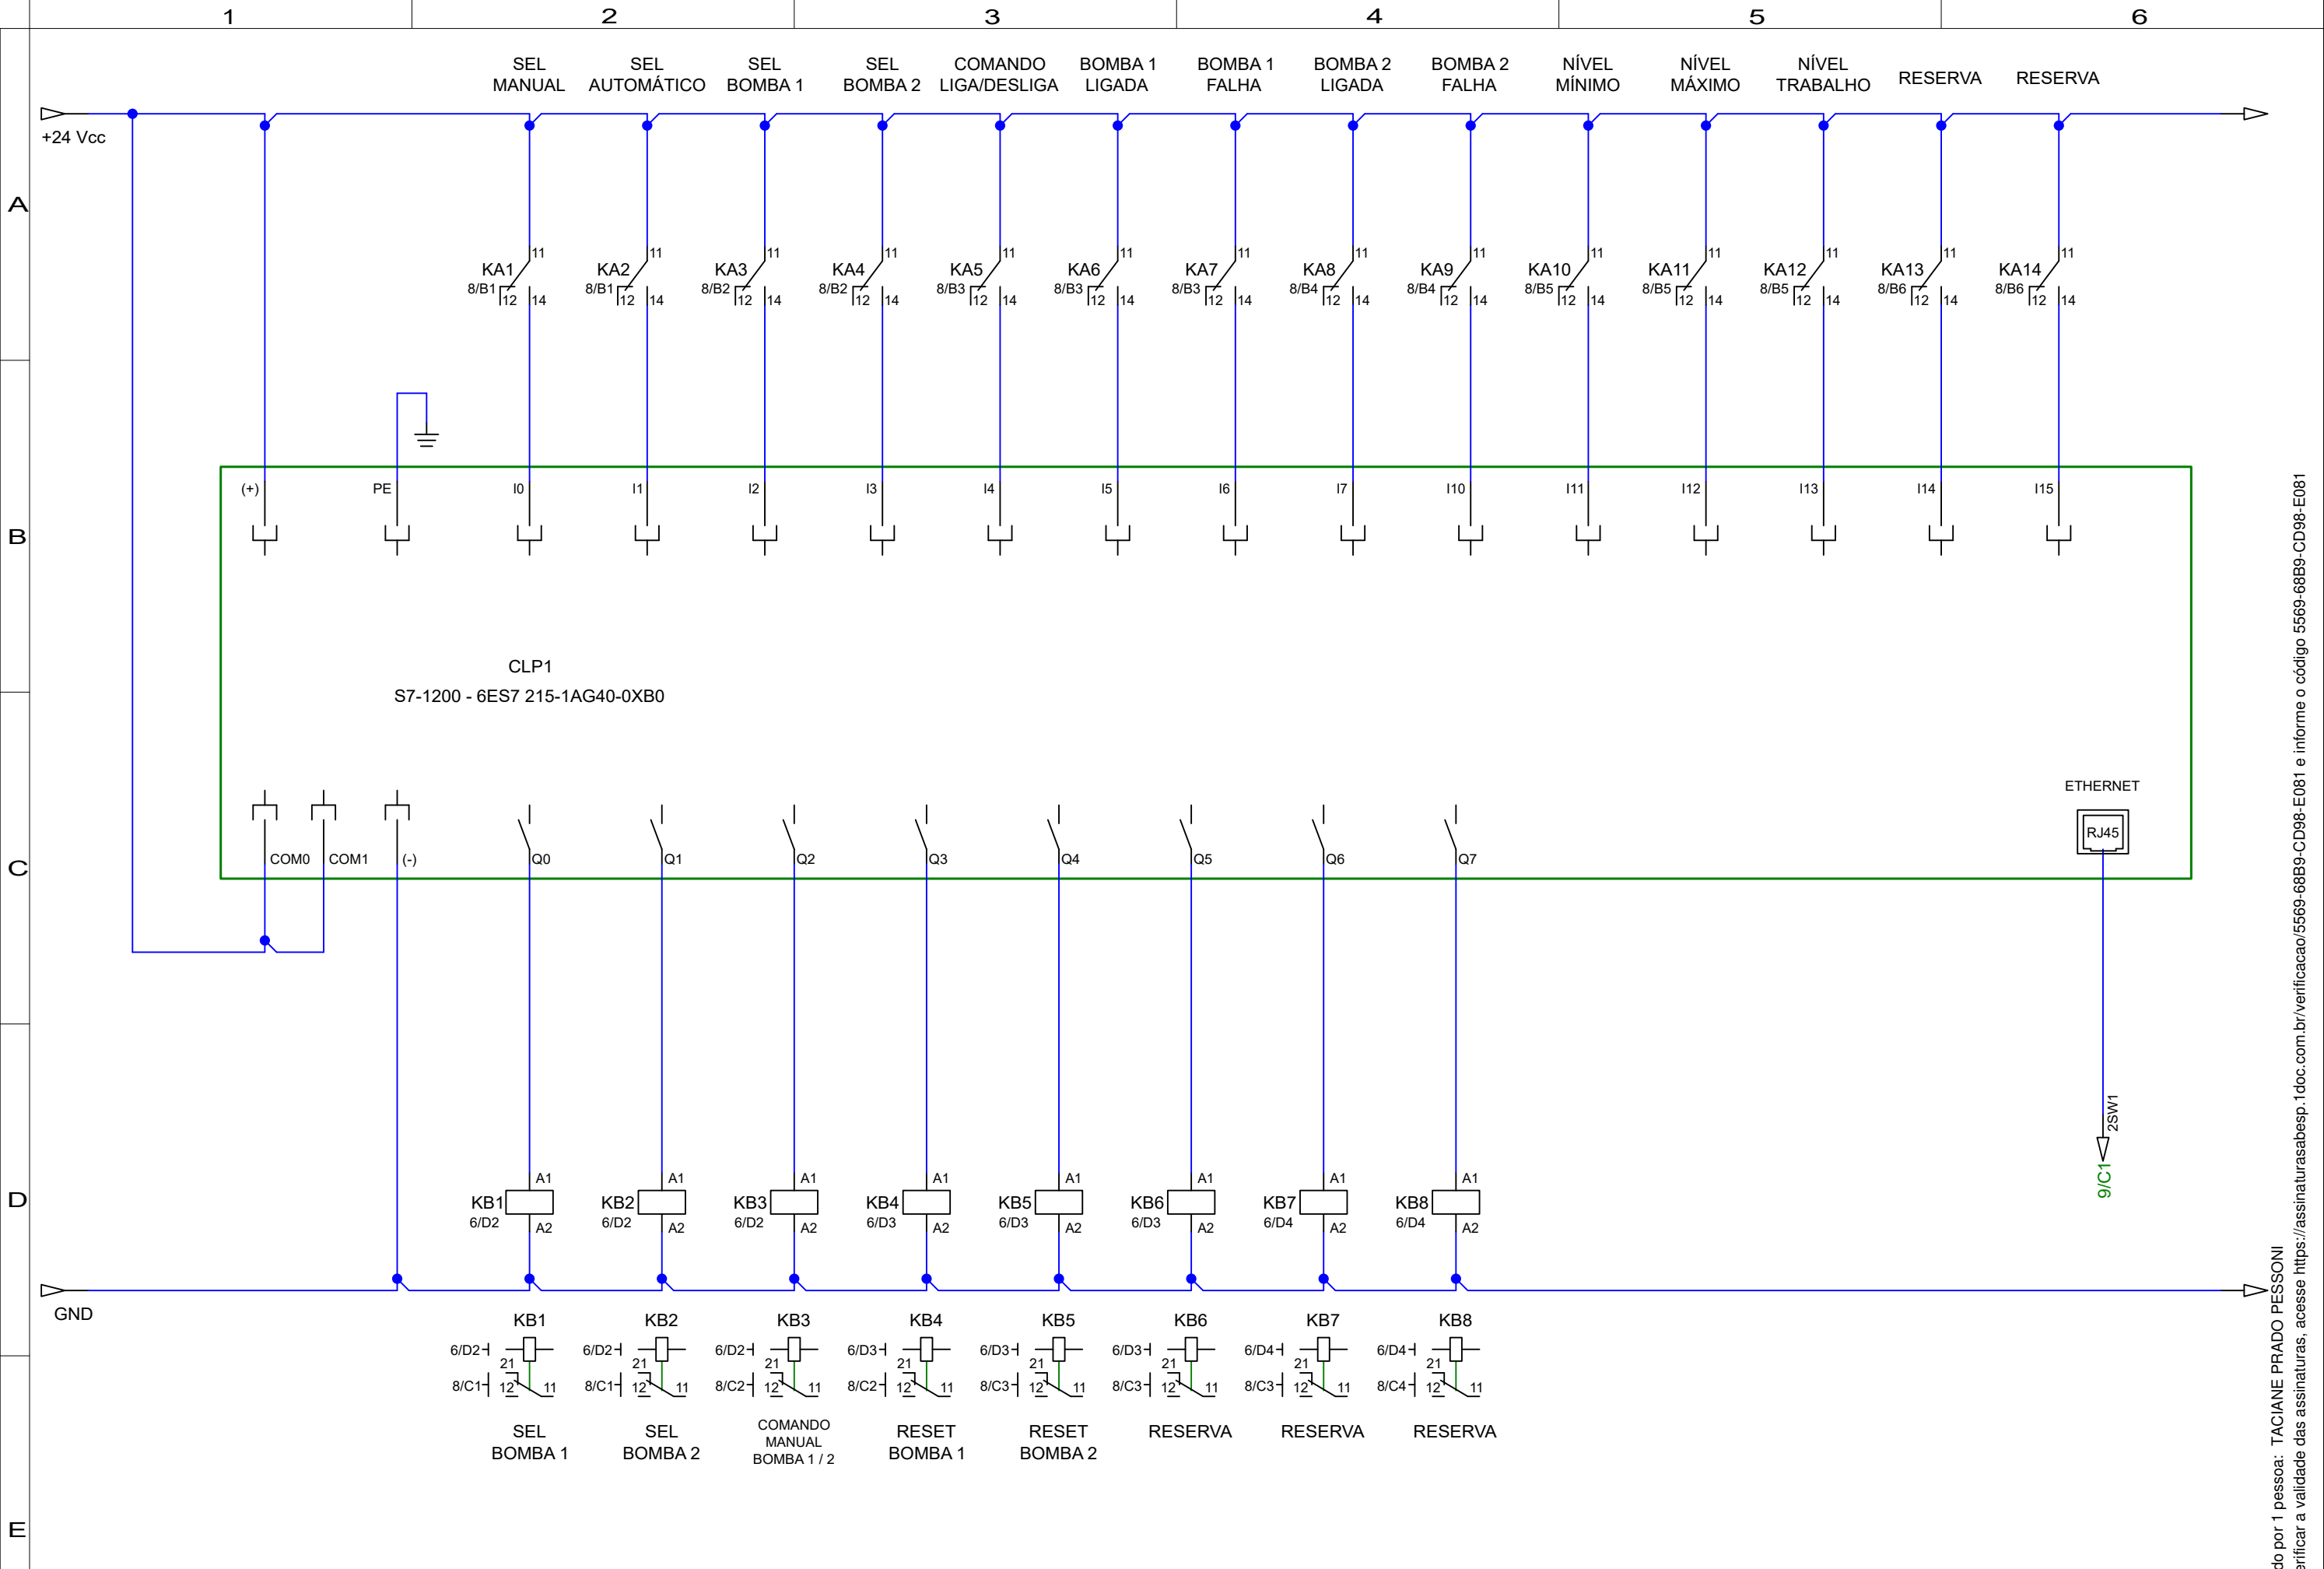 1 2 3 4 5 6
SEL SEL SEL SEL COMANDO BOMBA 1 BOMBA 1 BOMBA 2 BOMBA 2 NÍVEL NÍVEL NÍVEL
MANUAL AUTOMÁTICO BOMBA 1 BOMBA 2 LIGA/DESLIGA LIGADA FALHA LIGADA FALHA MÍNIMO MÁXIMO TRABALHO RESERVA RESERVA
+24 Vcc
A
11 11 11 11 11 11 11 11 11 11 11 11 11 11
KA1 KA2 KA3 KA4 KA5 KA6 KA7 KA8 KA9 KA10 KA11 KA12 KA13 KA14
8/B1 8/B1 8/B2 8/B2 8/B3 8/B3 8/B3 8/B4 8/B4 8/B5 8/B5 8/B5 8/B6 8/B6
12 14 12 14 12 14 12 14 12 14 12 14 12 14 12 14 12 14 12 14 12 14 12 14 12 14 12 14
(+) PE I0 I1 I2 I3 I4 I5 I6 I7 I10 I11 I12 I13 I14 I15
B
CLP1
S7-1200 - 6ES7 215-1AG40-0XB0
ETHERNET
RJ45
C
COM0 COM1 (-) Q0 Q1 Q2 Q3 Q4 Q5 Q6 Q7
2SW1
9/C1
D
A1 A1 A1 A1 A1 A1 A1 A1
KB1 KB2 KB3 KB4 KB5 KB6 KB7 KB8
6/D2 6/D2 6/D2 6/D3 6/D3 6/D3 6/D4 6/D4
A2 A2 A2 A2 A2 A2 A2 A2
GND
KB1 KB2 KB3 KB4 KB5 KB6 KB7 KB8
6/D2 6/D2 6/D2 6/D3 6/D3 6/D3 6/D4 6/D4
21 21 21 21 21 21 21 21
8/C1 12 11 8/C1 12 11 8/C2 12 11 8/C2 12 11 8/C3 12 11 8/C3 12 11 8/C3 12 11 8/C4 12 11
SEL BOMBA 1
SEL BOMBA 2
COMANDO
MANUAL
BOMBA 1 / 2
RESET
BOMBA 1
RESET
BOMBA 2
RESERVA RESERVA RESERVA
E
do por 1 pessoa: TACIANE PRADO PESSONI
erificar a validade das assinaturas, acesse https://assinaturasabesp.1doc.com.br/verificacao/5569-68B9-CD98-E081 e informe o código 5569-68B9-CD98-E081